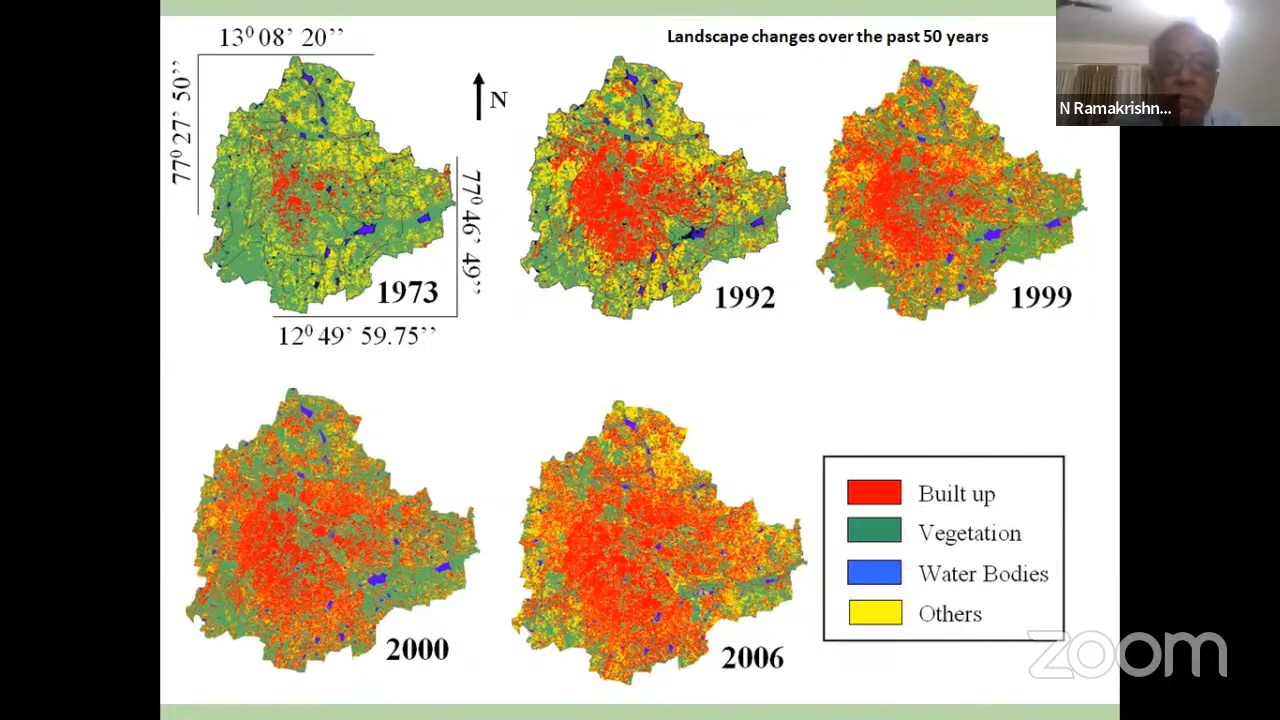 13⁰ 08’ 20’’
Landscape changes over the past 50 years
N Ramakrishn...
77⁰ 27’ 50’’
N
77⁰ 46’ 49’’
1973
1992
1999
12⁰ 49’ 59.75’’
Built up
Vegetation
Water Bodies
Others
2000
2006
zoom